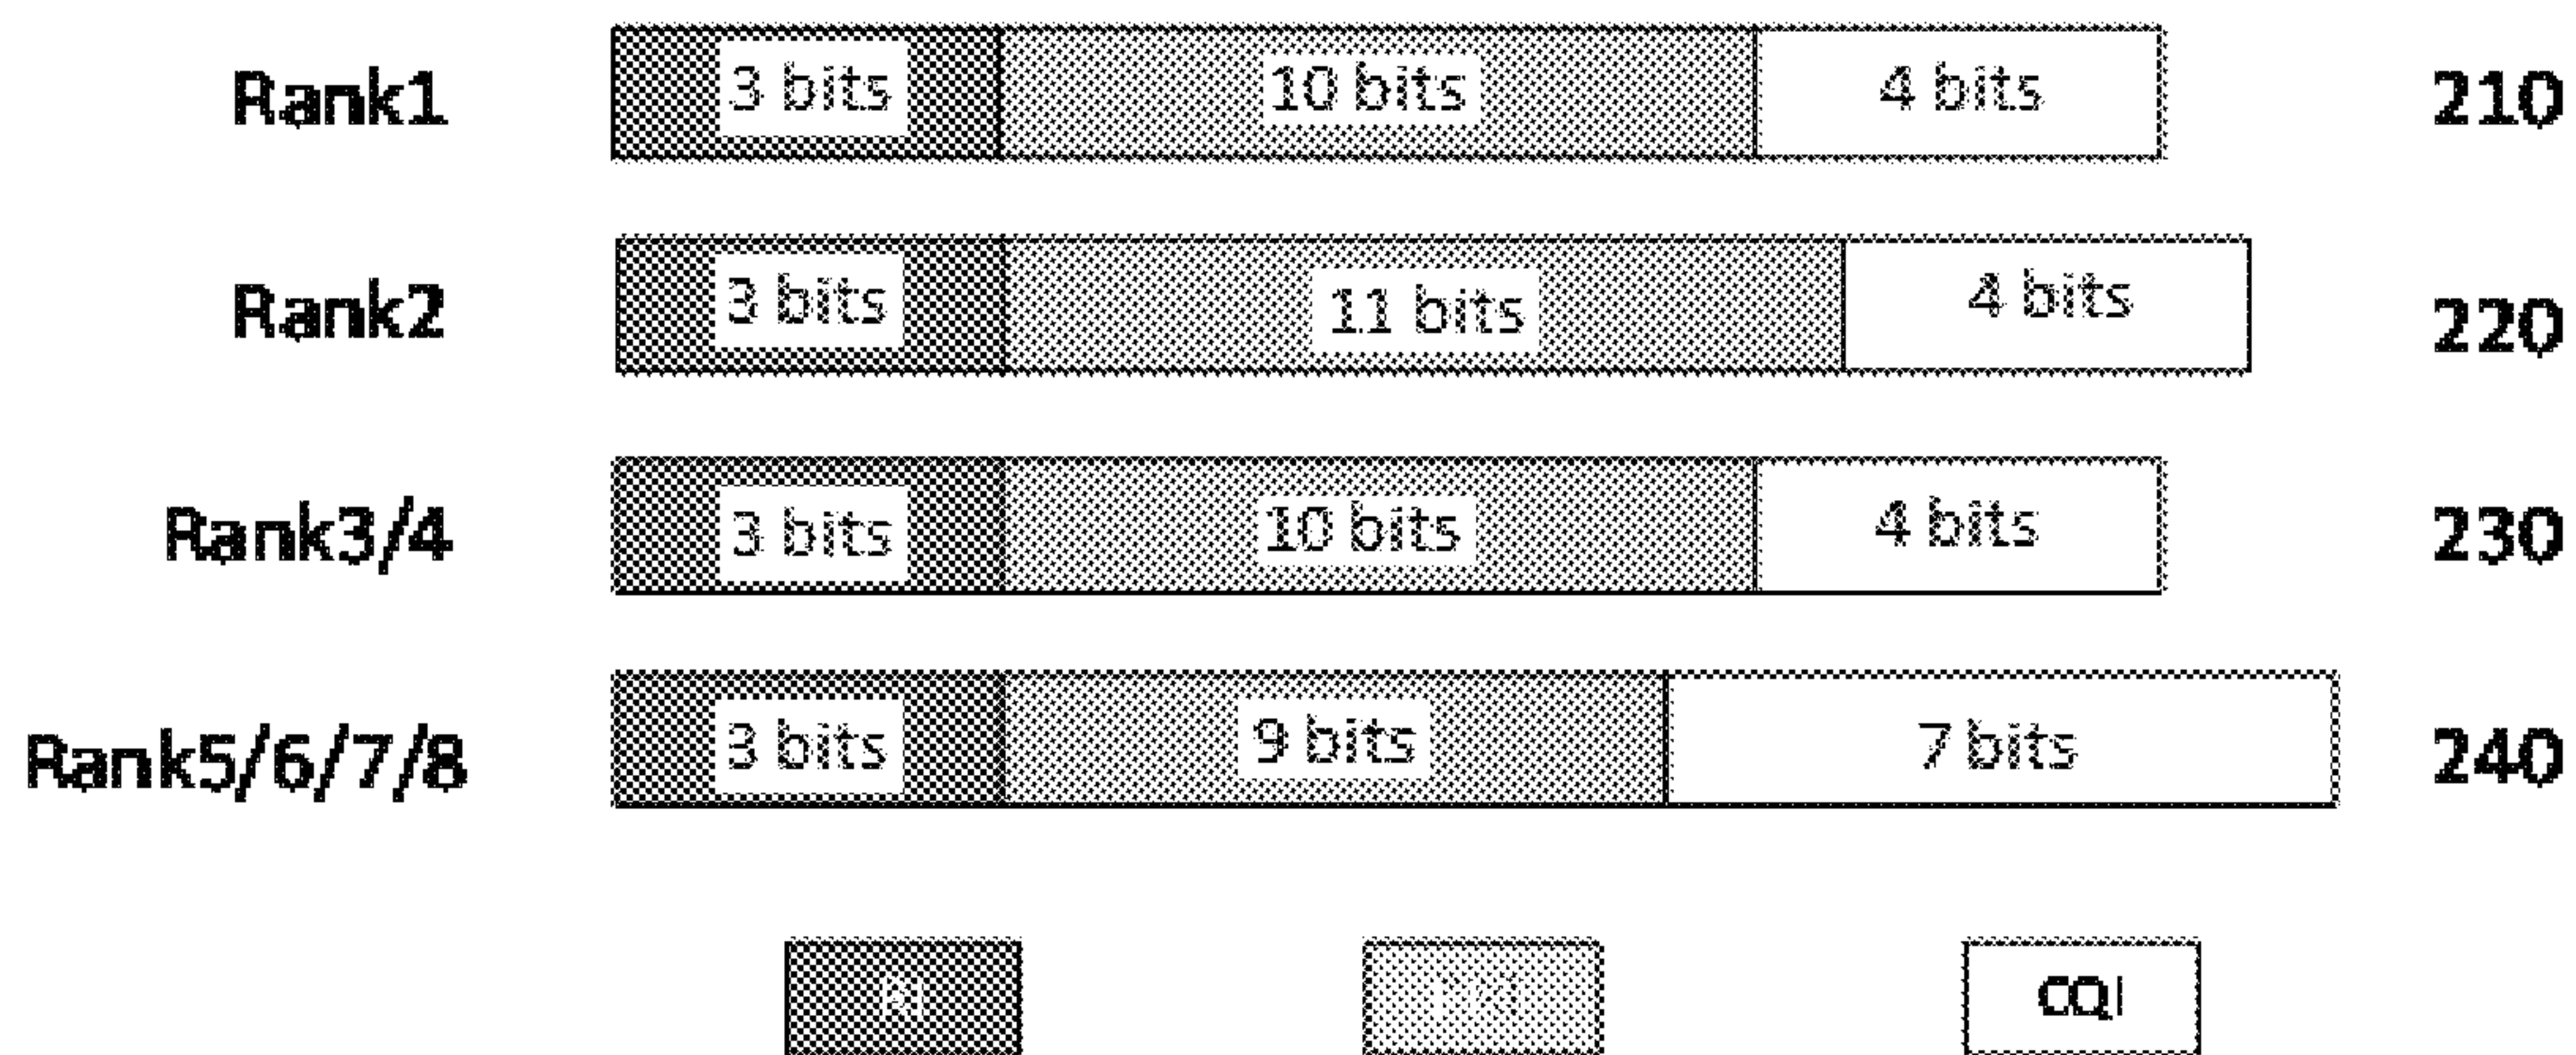 Rank1 3 bits 10 bits 4 bits 210
Rank2 3 bits 11 bits 4 bits 220
Rank3/4 3 bits 10 bits 4 bits 230
Rank5/6/7/8 3 bits 9 bits 7 bits 240
RI CQI